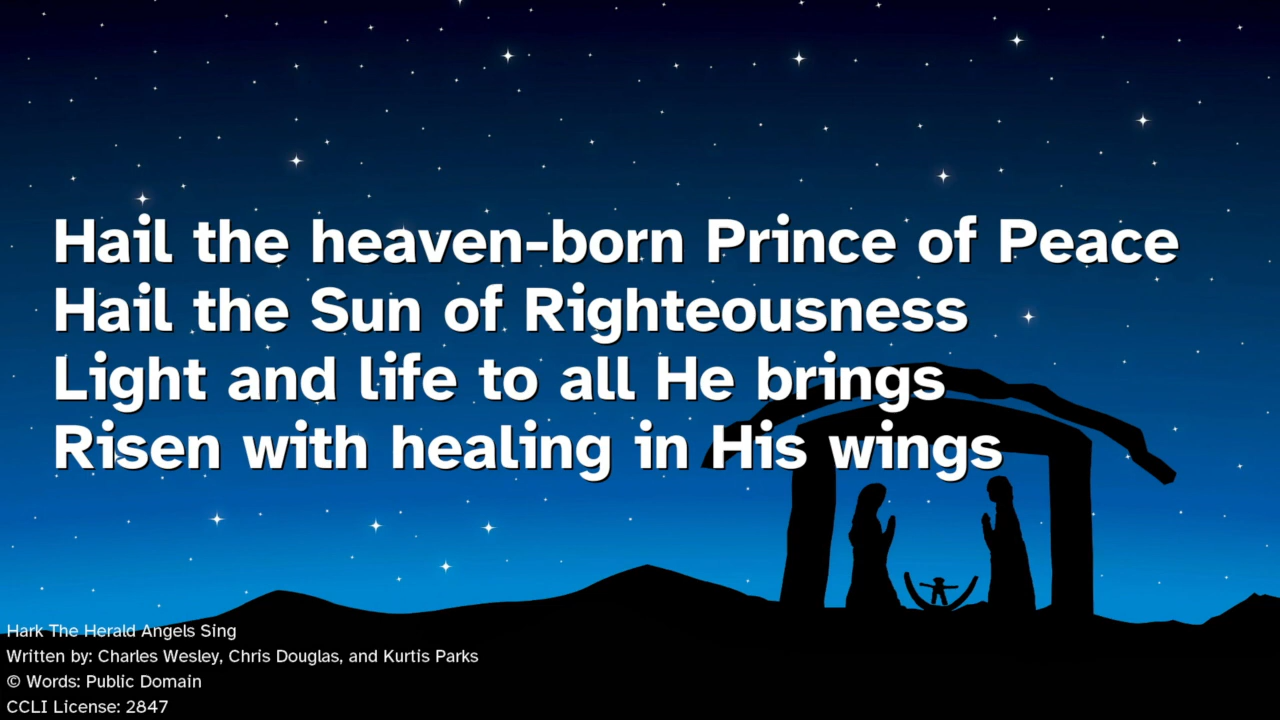 Hail the heaven-born Prince of Peace
Hail the Sun of Righteousness
Light and life to all He brings
Risen with healing in His wings
Hark The Herald Angels Sing
Written by: Charles Wesley, Chris Douglas, and Kurtis Parks
© Words: Public Domain
CCLI License: 2847